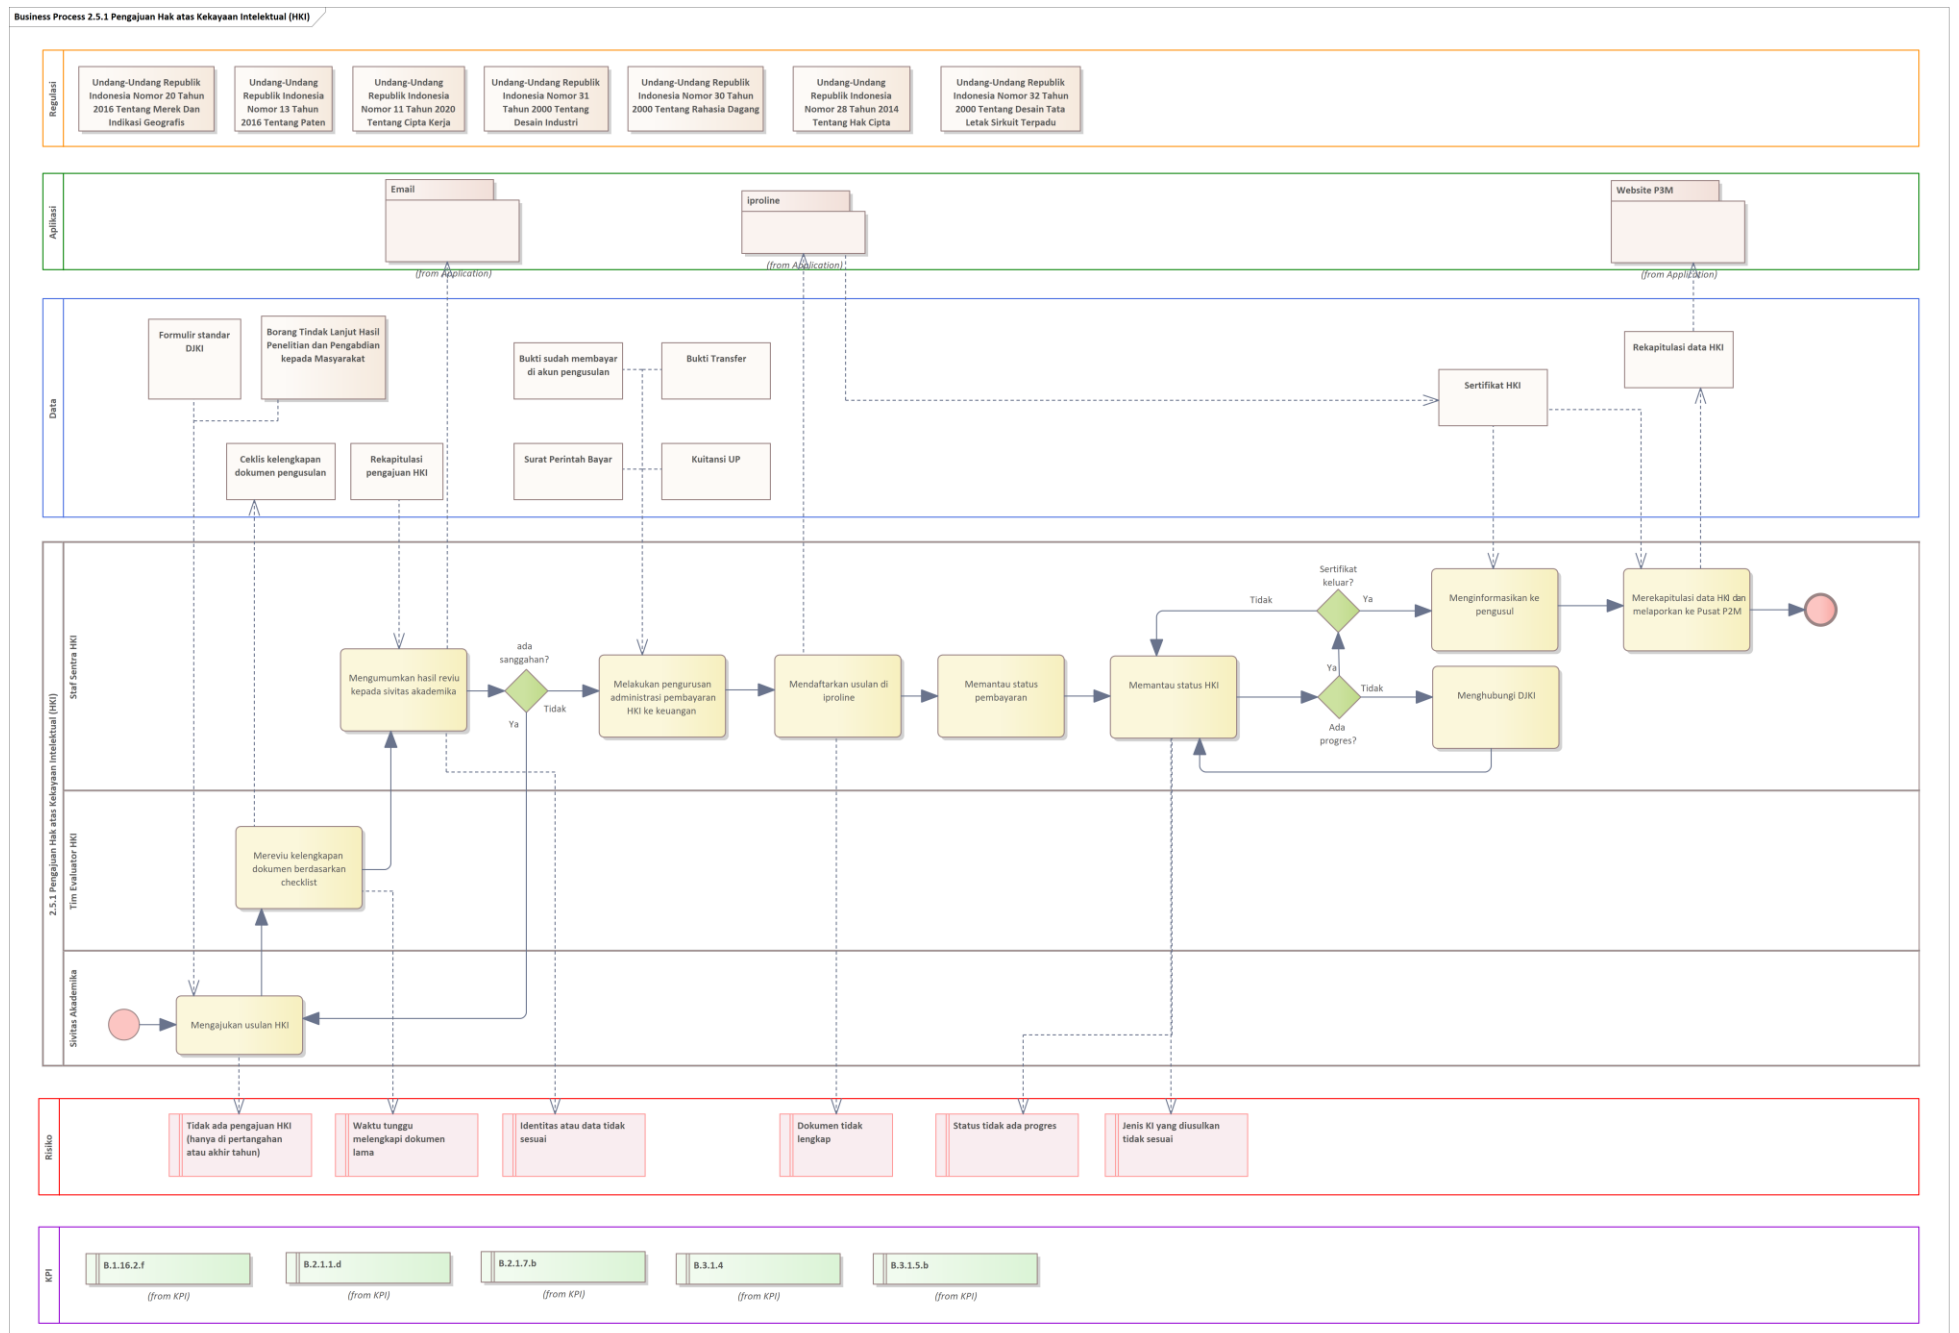 Business Process 2.5.1 Pengajuan Hak atas Kekayaan Intelektual (HKI)
Regulasi
Undang-Undang Republik
Indonesia Nomor 20 Tahun
2016 Tentang Merek Dan
Indikasi Geografis
Undang-Undang
Republik Indonesia
Nomor 13 Tahun
2016 Tentang Paten
Undang-Undang
Republik Indonesia
Nomor 11 Tahun 2020
Tentang Cipta Kerja
Undang-Undang Republik
Indonesia Nomor 31
Tahun 2000 Tentang
Desain Industri
Undang-Undang Republik
Indonesia Nomor 30 Tahun
2000 Tentang Rahasia Dagang
Undang-Undang
Republik Indonesia
Nomor 28 Tahun 2014
Tentang Hak Cipta
Undang-Undang Republik
Indonesia Nomor 32 Tahun
2000 Tentang Desain Tata
Letak Sirkuit Terpadu
Aplikasi
Email
(from Application)
iproline
(from Application)
Website P3M
(from Application)
Data
Formulir standar
DJKI
Borang Tindak Lanjut Hasil
Penelitian dan Pengabdian
kepada Masyarakat
Bukti sudah membayar
di akun pengusulan
Bukti Transfer
Sertifikat HKI
Rekapitulasi data HKI
Ceklis kelengkapan
dokumen pengusulan
Rekapitulasi
pengajuan HKI
Surat Perintah Bayar
Kuitansi UP
2.5.1 Pengajuan Hak atas Kekayaan Intelektual (HKI)
Staf Sentra HKI
Mengumumkan hasil reviu
kepada sivitas akademika
ada
sanggahan?
Tidak
Ya
Melakukan pengurusan
administrasi pembayaran
HKI ke keuangan
Mendaftarkan usulan di
iproline
Memantau status
pembayaran
Memantau status HKI
Sertifikat
keluar?
Tidak
Ya
Ya
Tidak
Ada
progres?
Menginformasikan ke
pengusul
Merekapitulasi data HKI dan
melaporkan ke Pusat P2M
Menghubungi DJKI
Tim Evaluator HKI
Mereviu kelengkapan
dokumen berdasarkan
checklist
Sivitas Akademika
Mengajukan usulan HKI
Risiko
Tidak ada pengajuan HKI
(hanya di pertangahan
atau akhir tahun)
Waktu tunggu
melengkapi dokumen
lama
Identitas atau data tidak
sesuai
Dokumen tidak
lengkap
Status tidak ada progres
Jenis KI yang diusulkan
tidak sesuai
KPI
B.1.16.2.f
(from KPI)
B.2.1.1.d
(from KPI)
B.2.1.7.b
(from KPI)
B.3.1.4
(from KPI)
B.3.1.5.b
(from KPI)